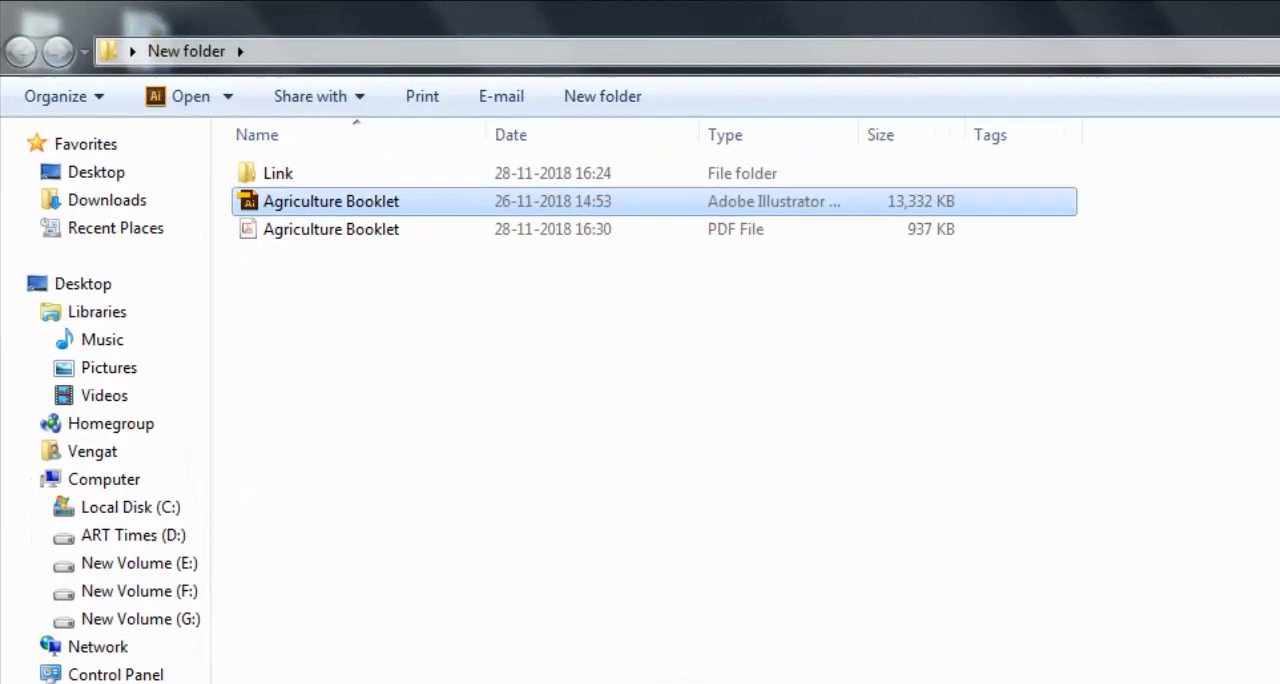 New folder
Organize Open Share with Print E-mail New folder
Name Date Type Size Tags
Link 28-11-2018 16:24 File folder
Agriculture Booklet 26-11-2018 14:53 Adobe Illustrator ... 13,332 KB
Agriculture Booklet 28-11-2018 16:30 PDF File 937 KB
Favorites
Desktop
Downloads
Recent Places
Desktop
Libraries
Music
Pictures
Videos
Homegroup
Vengat
Computer
Local Disk (C:)
ART Times (D:)
New Volume (E:)
New Volume (F:)
New Volume (G:)
Network
Control Panel